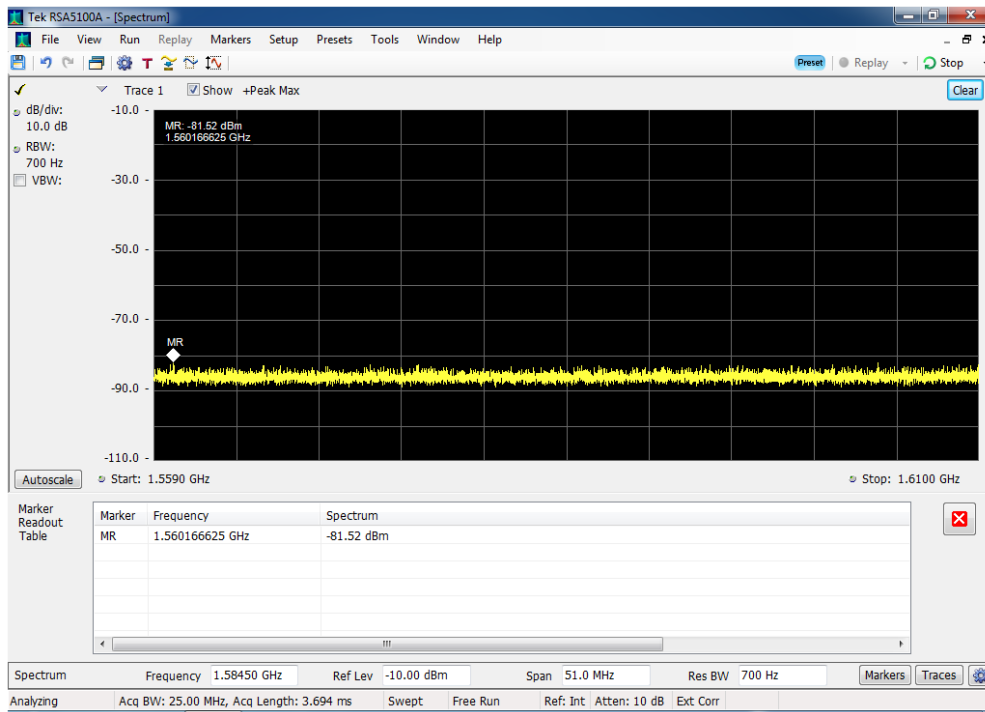 Tek RSA5100A - [Spectrum]
File View Run Replay Markers Setup Presets Tools Window Help
T Preset Replay Stop
Trace 1 Show +Peak Max Clear
dB/div:
10.0 dB
RBW:
700 Hz
VBW:
-10.0
MR: -81.52 dBm
1.560166625 GHz
-30.0
-50.0
-70.0
MR
-90.0
-110.0
Autoscale Start: 1.5590 GHz Stop: 1.6100 GHz
Marker
Readout
Table
Marker Frequency Spectrum
MR 1.560166625 GHz -81.52 dBm
Spectrum Frequency 1.58450 GHz Ref Lev -10.00 dBm Span 51.0 MHz Res BW 700 Hz Markers Traces
Analyzing Acq BW: 25.00 MHz, Acq Length: 3.694 ms Swept Free Run Ref: Int Atten: 10 dB Ext Corr